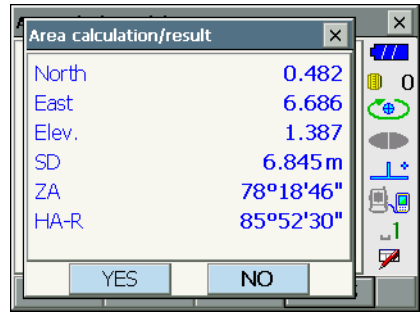 Area calculation/result
North 0.482
East 6.686
Elev. 1.387
SD 6.845 m
ZA 78°18'46"
HA-R 85°52'30"
YES NO
0
1